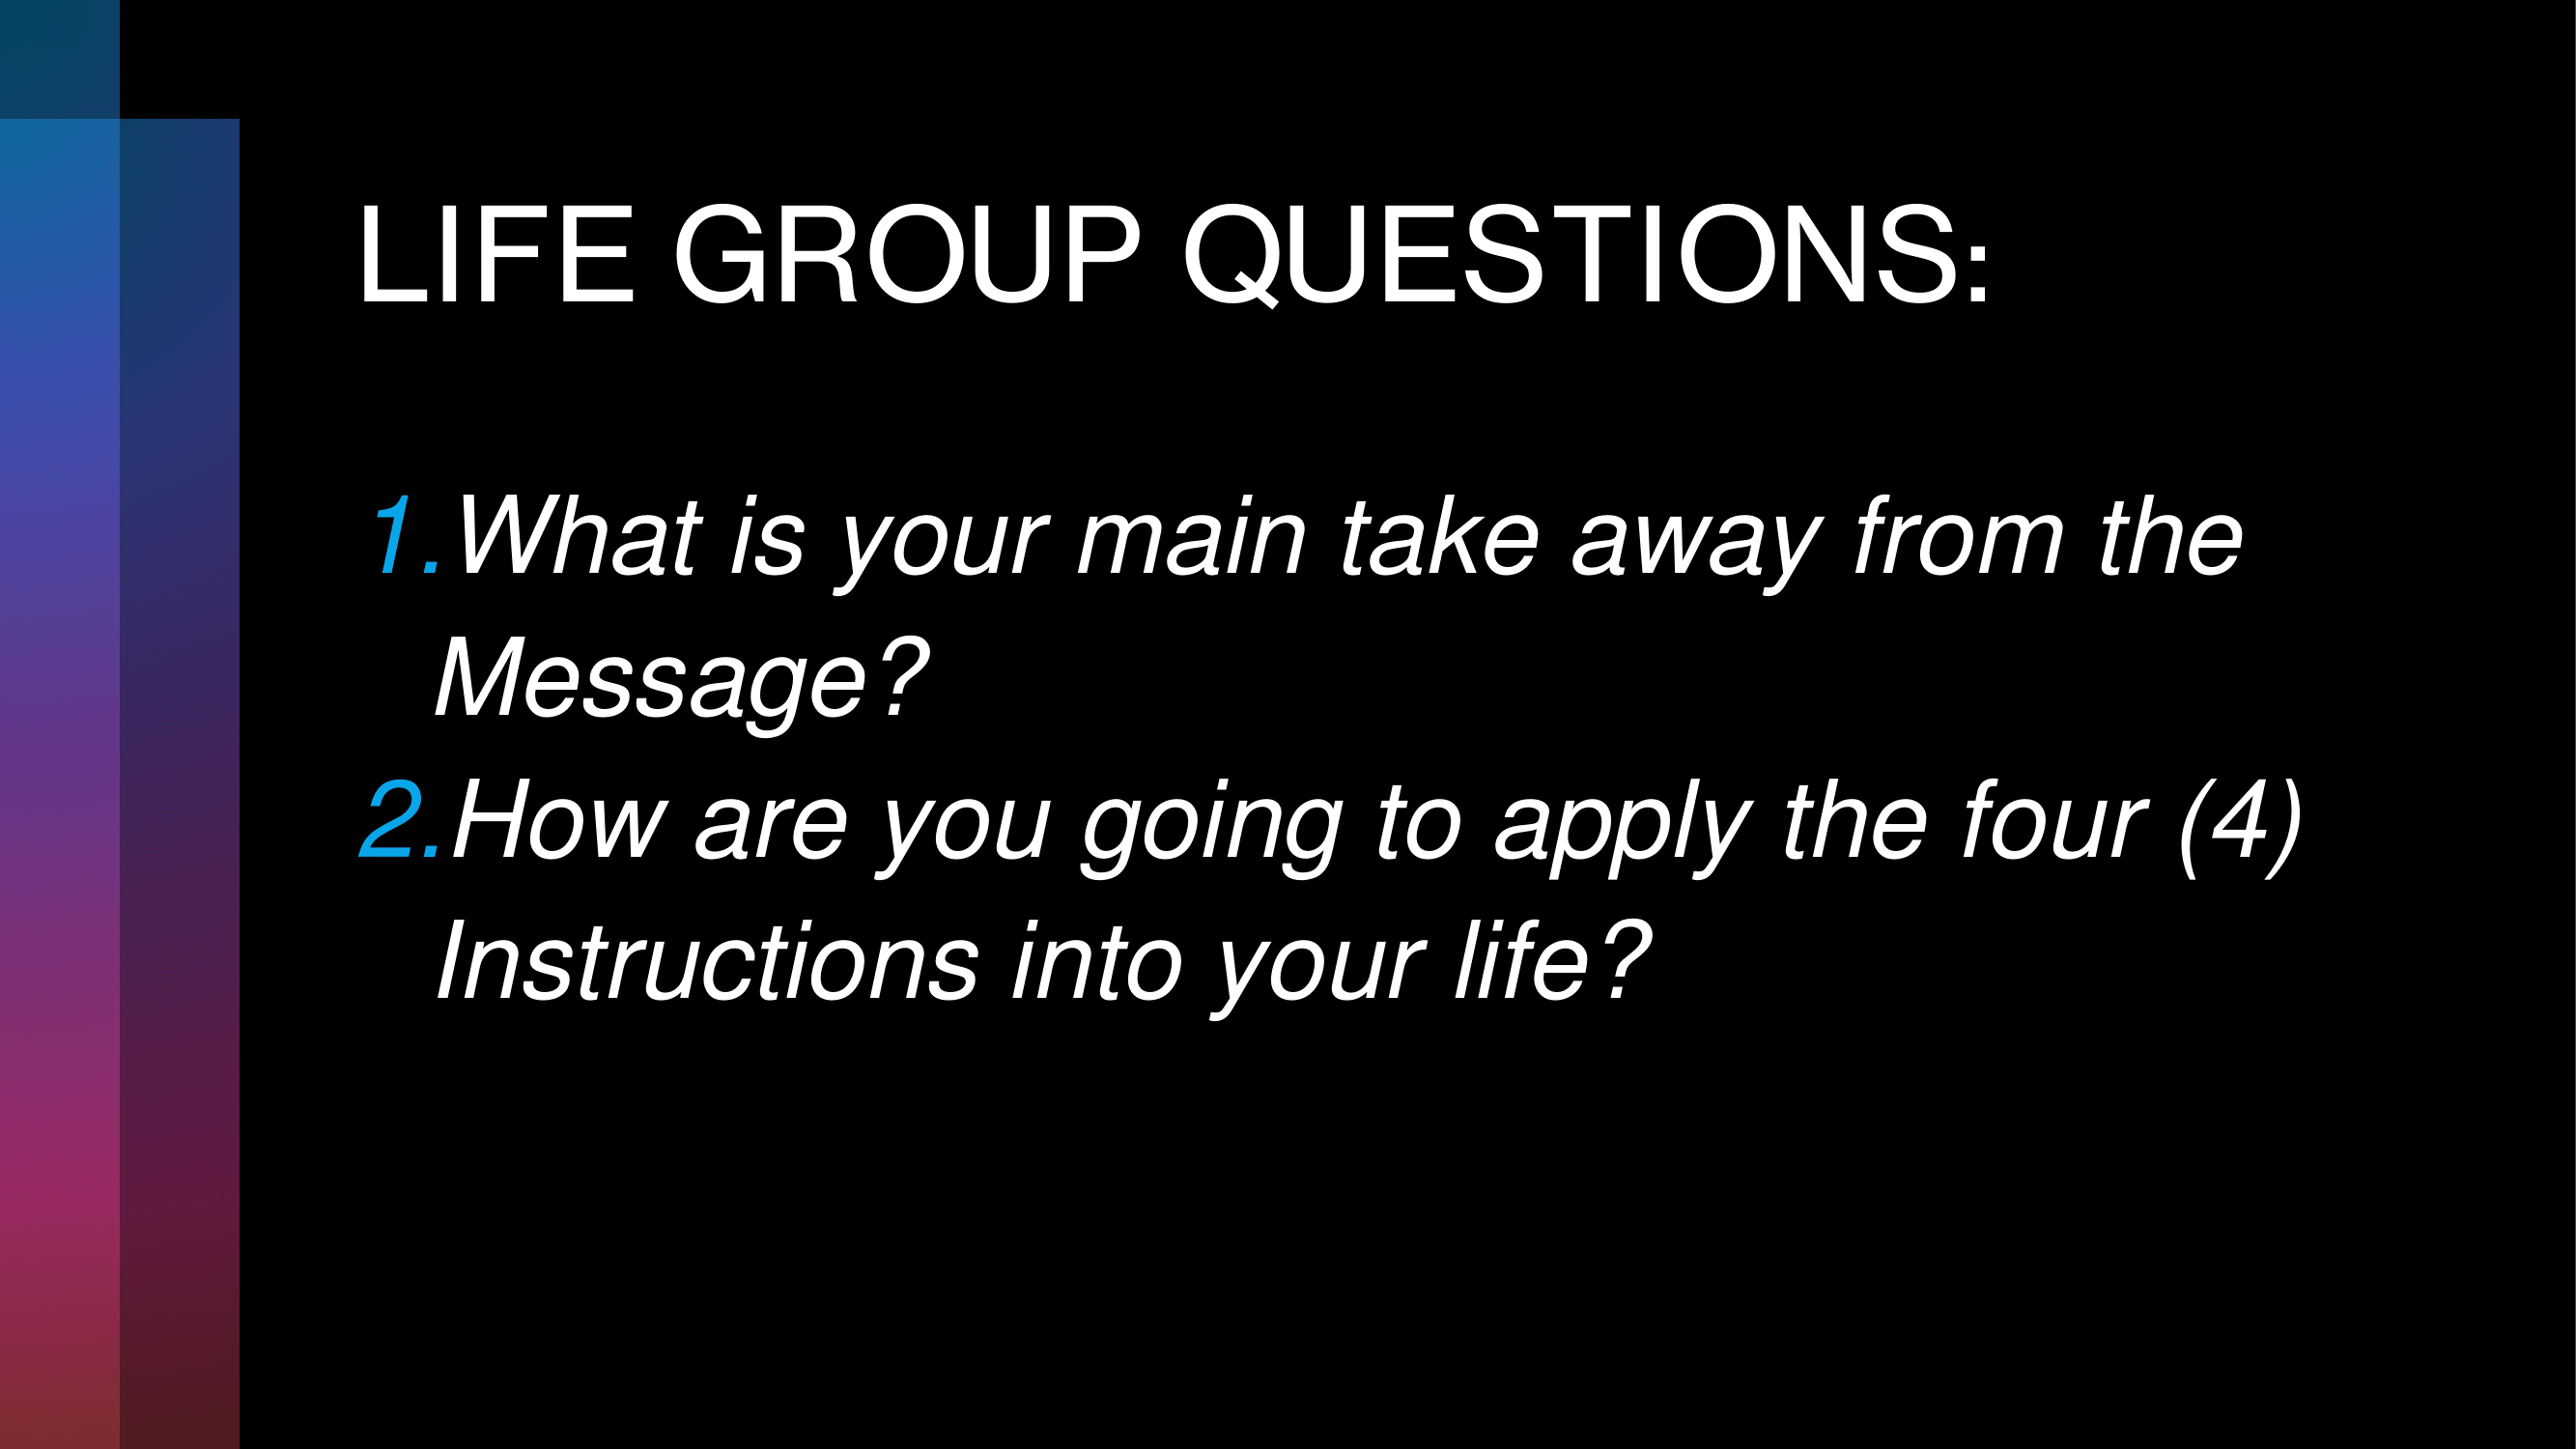 LIFE GROUP QUESTIONS:
1.What is your main take away from the
Message?
2.How are you going to apply the four (4)
Instructions into your life?